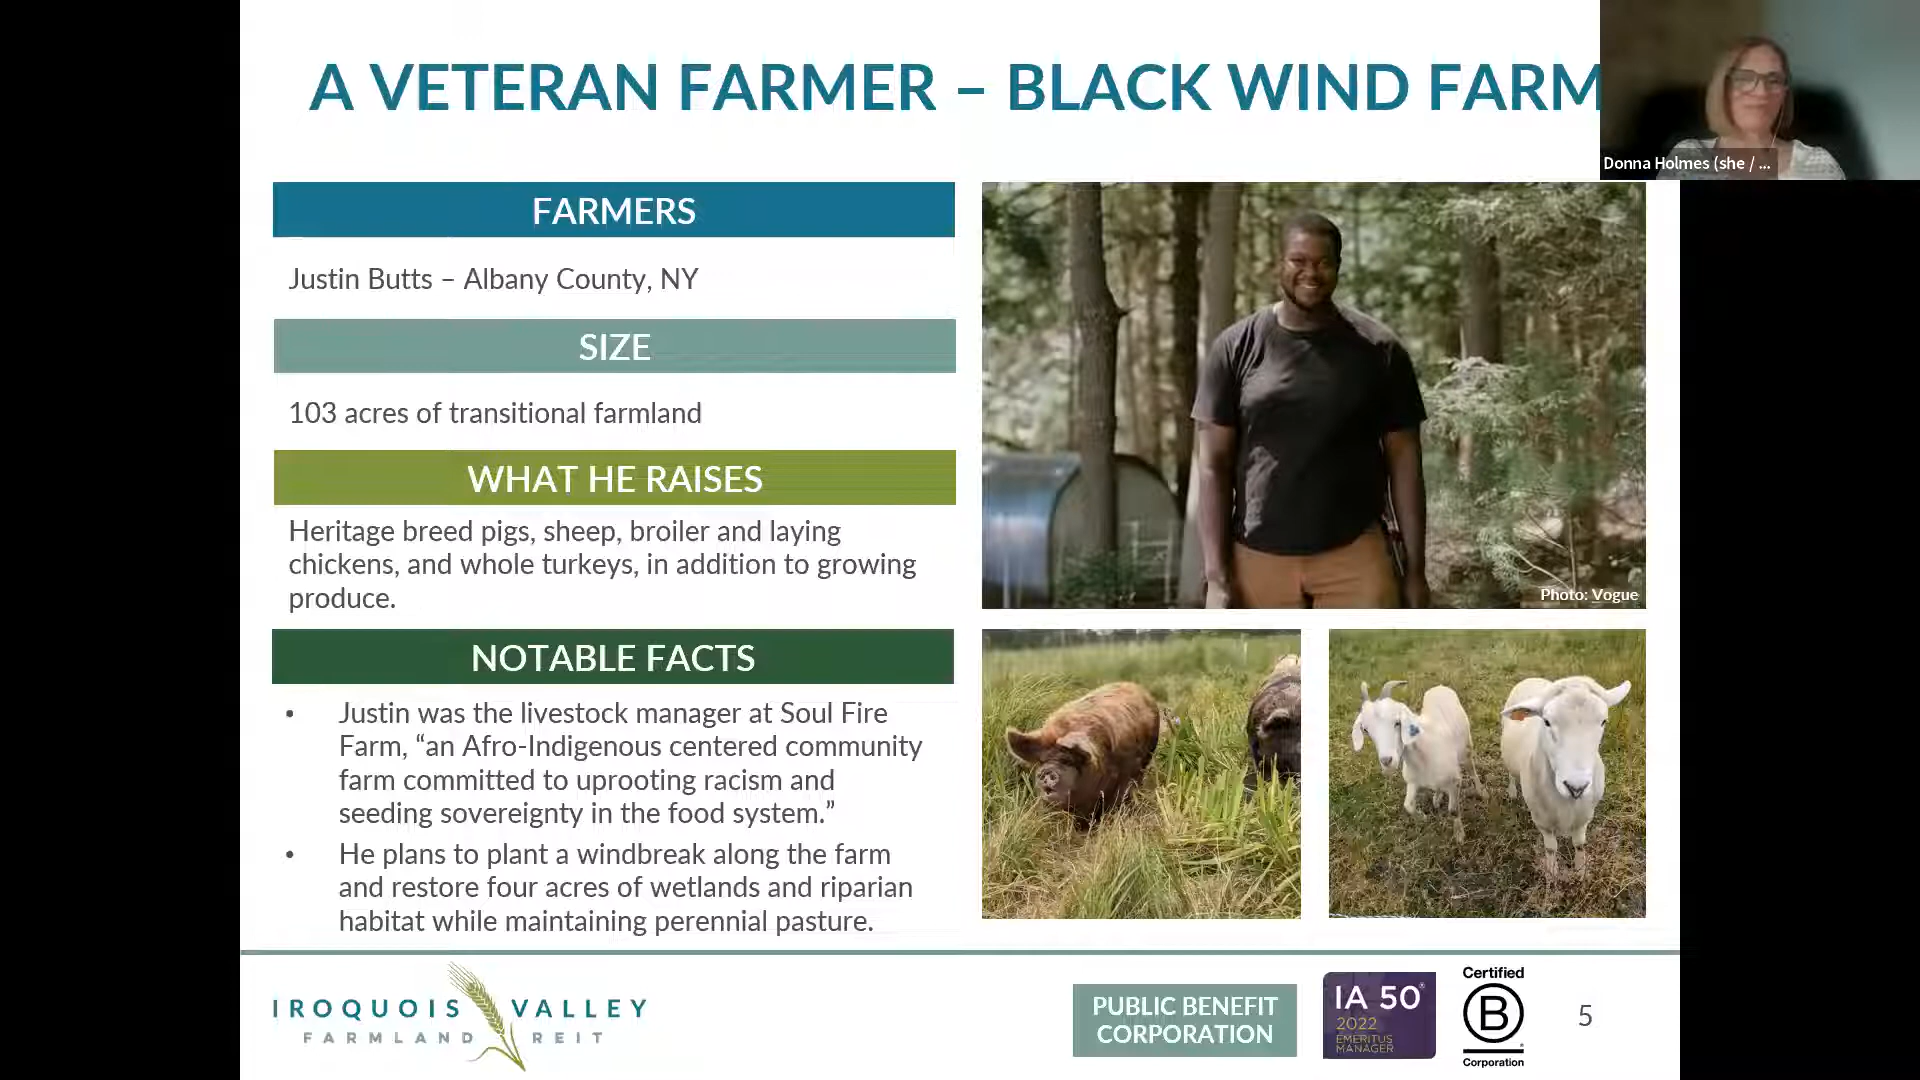 A VETERAN FARMER – BLACK WIND FARM
Donna Holmes (she / ...
FARMERS
Justin Butts – Albany County, NY
SIZE
103 acres of transitional farmland
WHAT HE RAISES
Heritage breed pigs, sheep, broiler and laying
chickens, and whole turkeys, in addition to growing
produce.
NOTABLE FACTS
• Justin was the livestock manager at Soul Fire
Farm, “an Afro-Indigenous centered community
farm committed to uprooting racism and
seeding sovereignty in the food system.”
• He plans to plant a windbreak along the farm
and restore four acres of wetlands and riparian
habitat while maintaining perennial pasture.
Photo: Vogue
IROQUOIS VALLEY
FARMLAND REIT
PUBLIC BENEFIT
CORPORATION
IA 50
2022
EMERITUS
MANAGER
Certified
B
Corporation
5